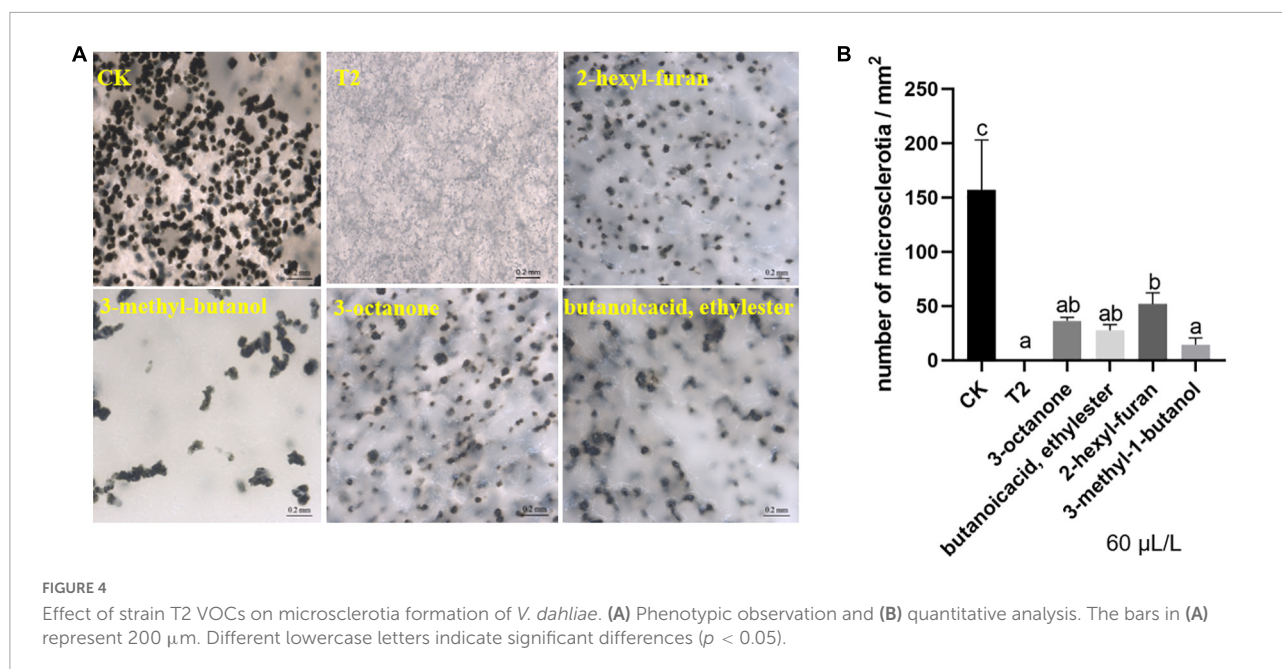 A
CK
T2
2-hexyl-furan
0.2 mm
0.2 mm
0.2 mm
3-methyl-butanol
3-octanone
butanoicacid, ethylester
0.2 mm
0.2 mm
0.2 mm
B
number of microsclerotia / mm²
250
200
150
100
50
0
c
a
ab
ab
b
a
CK
T2
3-octanone
butanoicacid, ethylester
2-hexyl-furan
3-methyl-1-butanol
60 µL/L
FIGURE 4
Effect of strain T2 VOCs on microsclerotia formation of V. dahliae. (A) Phenotypic observation and (B) quantitative analysis. The bars in (A)
represent 200 µm. Different lowercase letters indicate significant differences (p < 0.05).